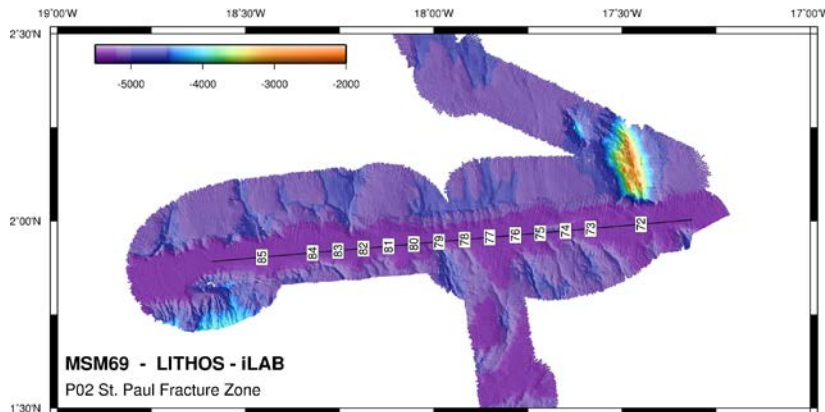 19°00'W 18°30'W 18°00'W 17°30'W 17°00'W
2°30'N
-5000 -4000 -3000 -2000
2°00'N
85 84 83 82 81 80 79 78 77 76 75 74 73 72
MSM69 - LITHOS - iLAB
P02 St. Paul Fracture Zone
1°30'N